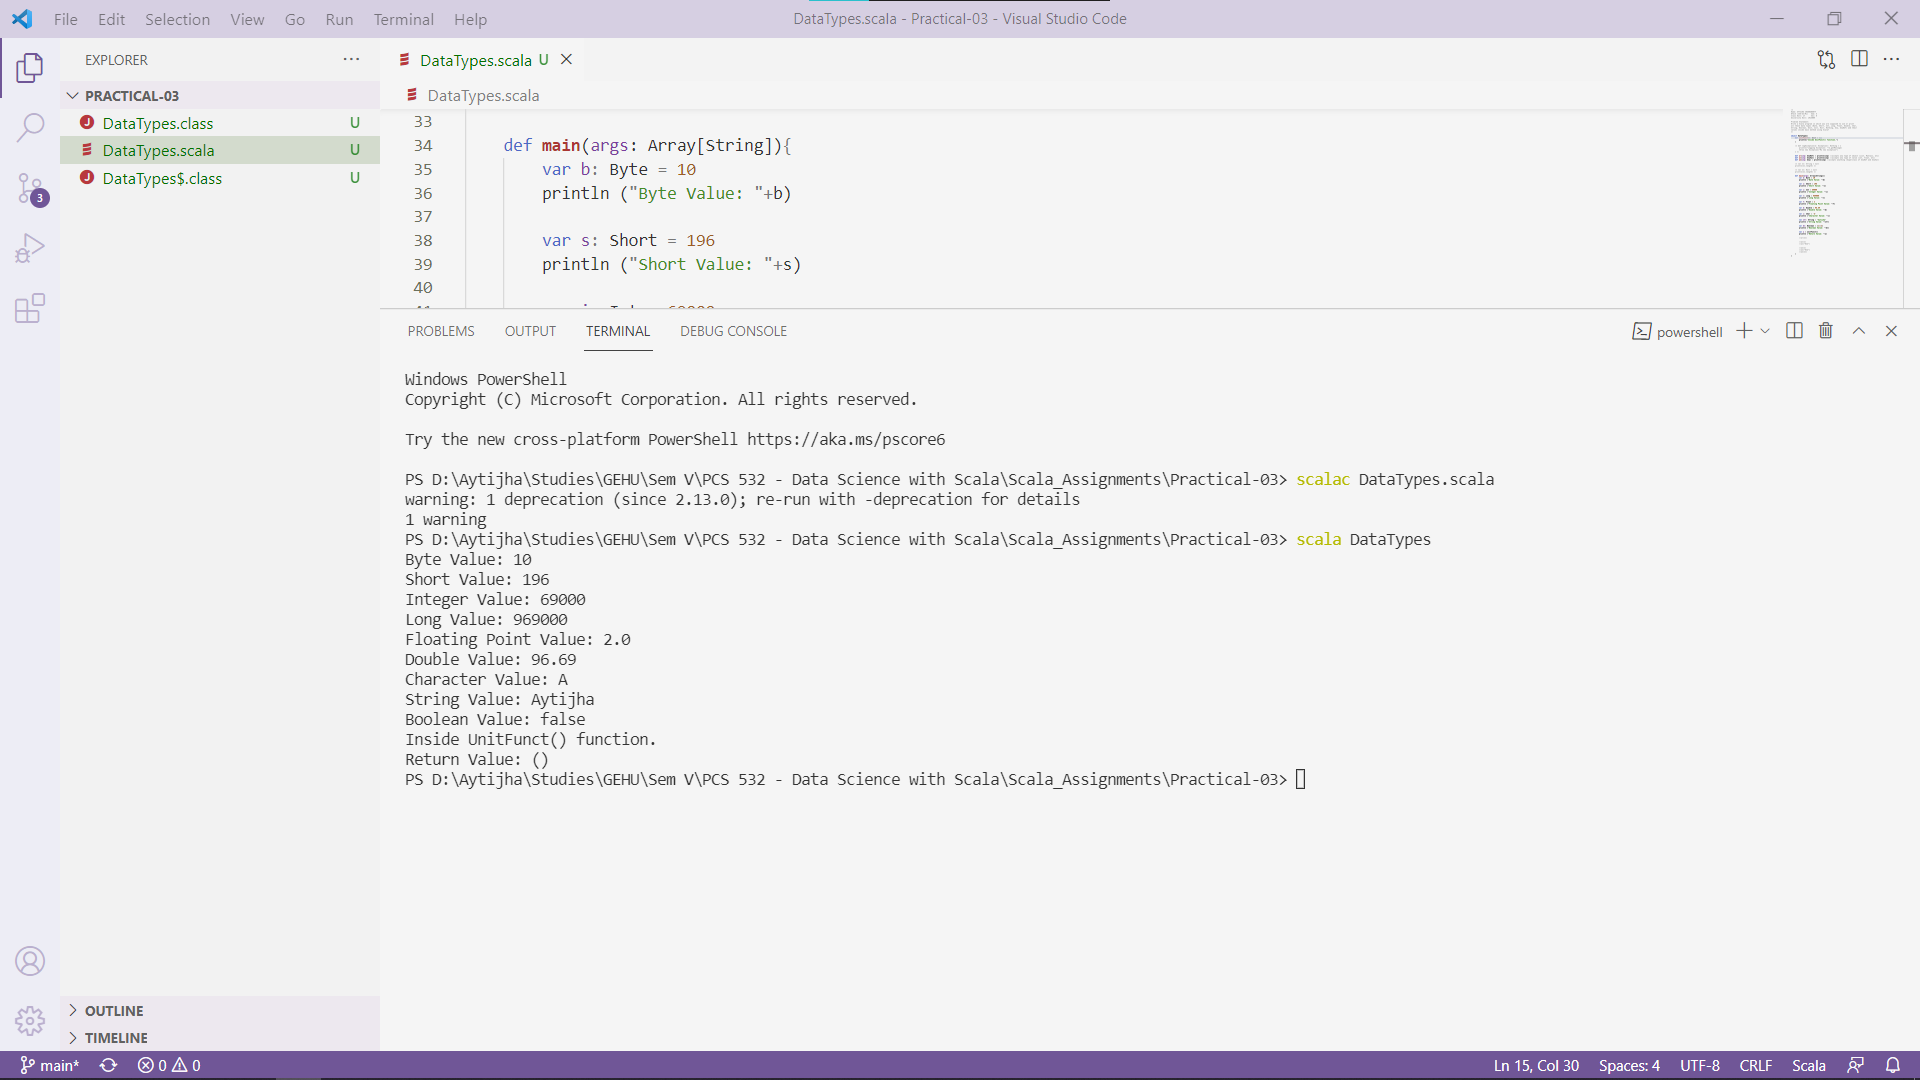 File Edit Selection View Go Run Terminal Help
DataTypes.scala - Practical-03 - Visual Studio Code
EXPLORER
PRACTICAL-03
DataTypes.class U
DataTypes.scala U
DataTypes$.class U
3
OUTLINE
TIMELINE
DataTypes.scala U
DataTypes.scala
33
34 def main(args: Array[String]){
35 var b: Byte = 10
36 println ("Byte Value: "+b)
37
38 var s: Short = 196
39 println ("Short Value: "+s)
40
PROBLEMS OUTPUT TERMINAL DEBUG CONSOLE
powershell
Windows PowerShell
Copyright (C) Microsoft Corporation. All rights reserved.
Try the new cross-platform PowerShell https://aka.ms/pscore6
PS D:\Aytijha\Studies\GEHU\Sem V\PCS 532 - Data Science with Scala\Scala_Assignments\Practical-03> scalac DataTypes.scala
warning: 1 deprecation (since 2.13.0); re-run with -deprecation for details
1 warning
PS D:\Aytijha\Studies\GEHU\Sem V\PCS 532 - Data Science with Scala\Scala_Assignments\Practical-03> scala DataTypes
Byte Value: 10
Short Value: 196
Integer Value: 69000
Long Value: 969000
Floating Point Value: 2.0
Double Value: 96.69
Character Value: A
String Value: Aytijha
Boolean Value: false
Inside UnitFunct() function.
Return Value: ()
PS D:\Aytijha\Studies\GEHU\Sem V\PCS 532 - Data Science with Scala\Scala_Assignments\Practical-03>
main* 0 0 Ln 15, Col 30 Spaces: 4 UTF-8 CRLF Scala